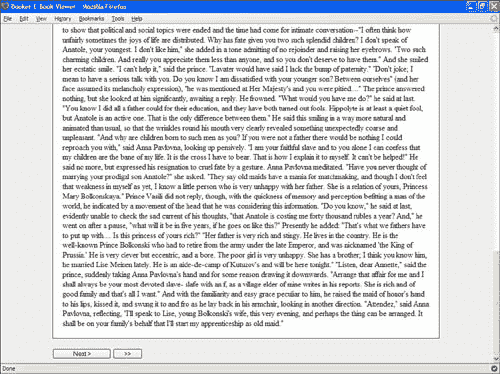 Rocket E-Book Viewer - Mozilla Firefox
File Edit View History Bookmarks Tools Help
to show that political and social topics were ended and the time had come for intimate conversation--"I often think how
unfairly sometimes the joys of life are distributed. Why has fate given you two such splendid children? I don't speak of
Anatole, your youngest. I don't like him," she added in a tone admitting of no rejoinder and raising her eyebrows. "Two such
charming children. And really you appreciate them less than anyone, and so you don't deserve to have them." And she smiled
her ecstatic smile. "I can't help it," said the prince. "Lavater would have said I lack the bump of paternity." "Don't joke; I
mean to have a serious talk with you. Do you know I am dissatisfied with your younger son? Between ourselves" (and her
face assumed its melancholy expression), "he was mentioned at Her Majesty's and you were pitied...." The prince answered
nothing, but she looked at him significantly, awaiting a reply. He frowned. "What would you have me do?" he said at last.
"You know I did all a father could for their education, and they have both turned out fools. Hippolyte is at least a quiet fool,
but Anatole is an active one. That is the only difference between them." He said this smiling in a way more natural and
animated than usual, so that the wrinkles round his mouth very clearly revealed something unexpectedly coarse and
unpleasant. "And why are children born to such men as you? If you were not a father there would be nothing I could
reproach you with," said Anna Pavlovna, looking up pensively. "I am your faithful slave and to you alone I can confess that
my children are the bane of my life. It is the cross I have to bear. That is how I explain it to myself. It can't be helped!" He
said no more, but expressed his resignation to cruel fate by a gesture. Anna Pavlovna meditated. "Have you never thought of
marrying your prodigal son Anatole?" she asked. "They say old maids have a mania for matchmaking, and though I don't feel
that weakness in myself as yet, I know a little person who is very unhappy with her father. She is a relation of yours, Princess
Mary Bolkonskaya." Prince Vasili did not reply, though, with the quickness of memory and perception befitting a man of the
world, he indicated by a movement of the head that he was considering this information. "Do you know," he said at last,
evidently unable to check the sad current of his thoughts, "that Anatole is costing me forty thousand rubles a year? And," he
went on after a pause, "what will it be in five years, if he goes on like this?" Presently he added: "That's what we fathers have
to put up with.... Is this princess of yours rich?" "Her father is very rich and stingy. He lives in the country. He is the
well-known Prince Bolkonski who had to retire from the army under the late Emperor, and was nicknamed 'the King of
Prussia.' He is very clever but eccentric, and a bore. The poor girl is very unhappy. She has a brother; I think you know him,
he married Lise Meinen lately. He is an aide-de-camp of Kutuzov's and will be here tonight." "Listen, dear Annette," said the
prince, suddenly taking Anna Pavlovna's hand and for some reason drawing it downwards. "Arrange that affair for me and I
shall always be your most devoted slave- slafe with an f, as a village elder of mine writes in his reports. She is rich and of
good family and that's all I want." And with the familiarity and easy grace peculiar to him, he raised the maid of honor's hand
to his lips, kissed it, and swung it to and fro as he lay back in his armchair, looking in another direction. "Attendez," said Anna
Pavlovna, reflecting, "I'll speak to Lise, young Bolkonski's wife, this very evening, and perhaps the thing can be arranged. It
shall be on your family's behalf that I'll start my apprenticeship as old maid."
Next > >>
Done